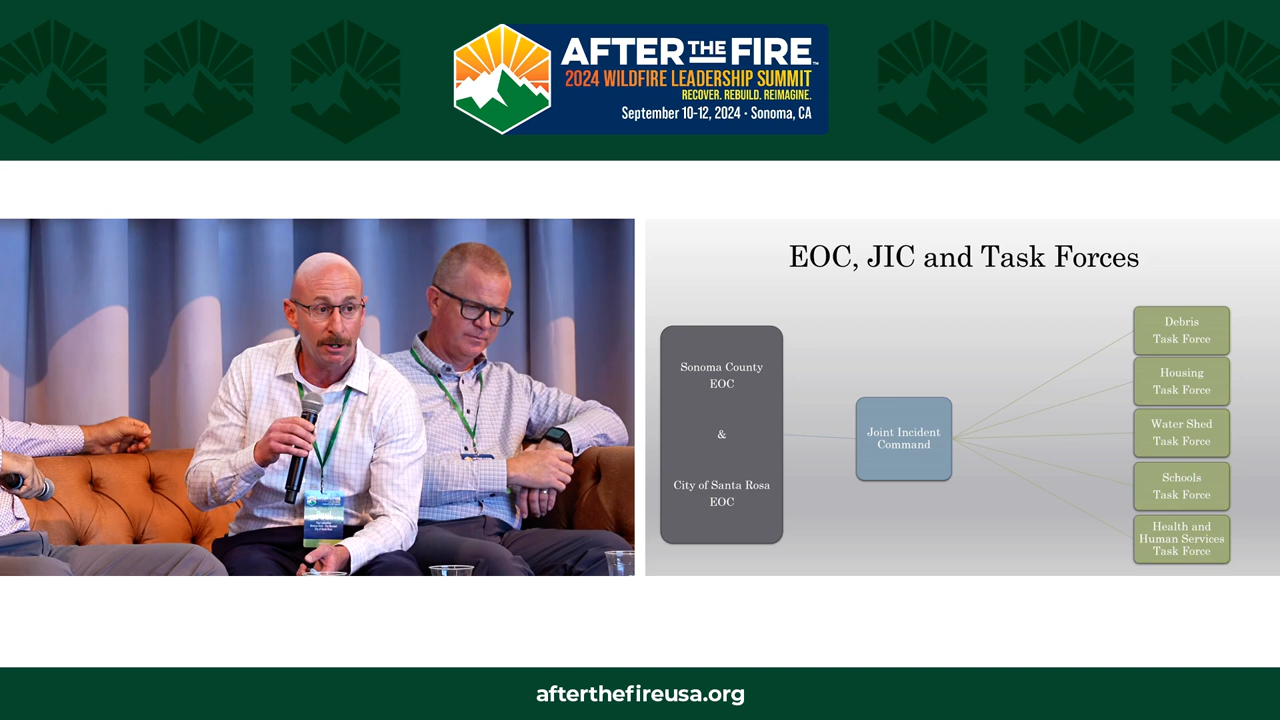 AFTER THE FIRE™
2024 WILDFIRE LEADERSHIP SUMMIT
RECOVER. REBUILD. REIMAGINE.
September 10-12, 2024 · Sonoma, CA
EOC, JIC and Task Forces
Sonoma County
EOC
&
City of Santa Rosa
EOC
Joint Incident
Command
Debris
Task Force
Housing
Task Force
Water Shed
Task Force
Schools
Task Force
Health and
Human Services
Task Force
afterthefireusa.org